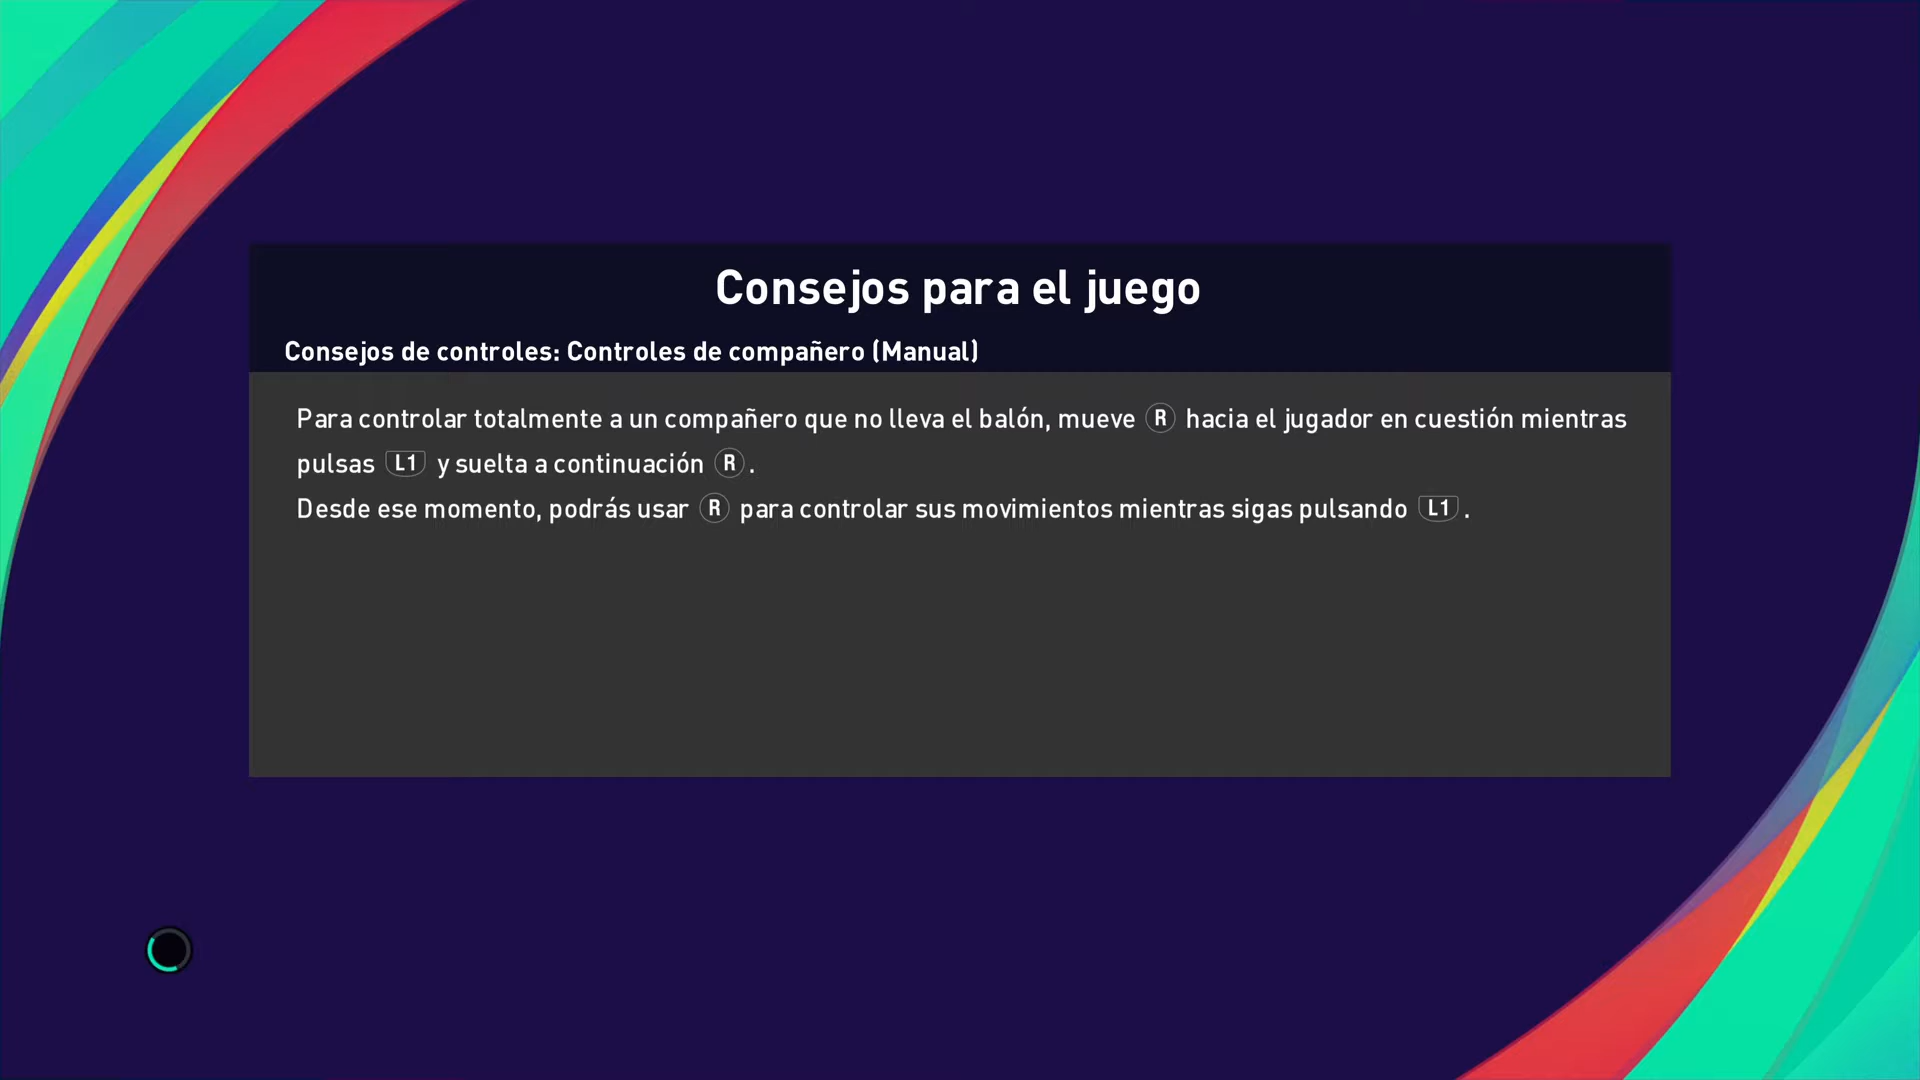 Consejos para el juego
Consejos de controles: Controles de compañero (Manual)
Para controlar totalmente a un compañero que no lleva el balón, mueve R hacia el jugador en cuestión mientras
pulsas L1 y suelta a continuación R.
Desde ese momento, podrás usar R para controlar sus movimientos mientras sigas pulsando L1.